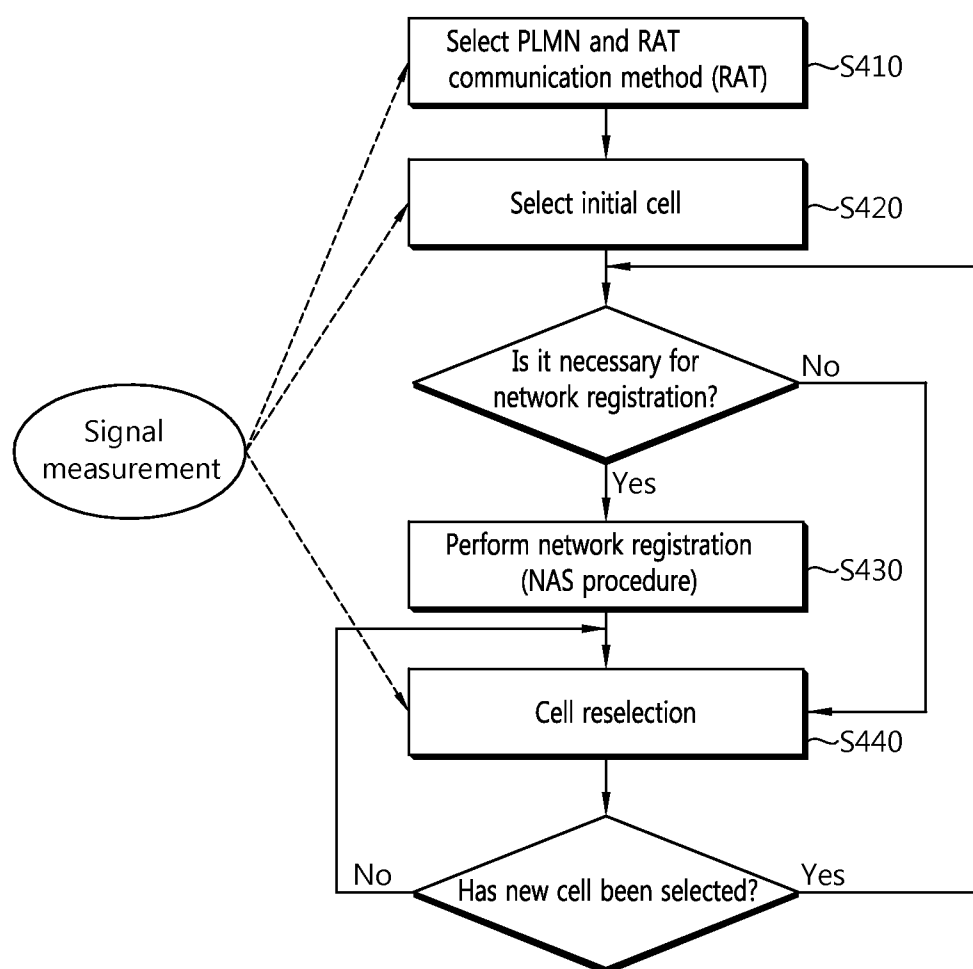 Select PLMN and RAT
communication method (RAT)
S410
Select initial cell
S420
Is it necessary for
network registration?
No
Yes
Signal
measurement
Perform network registration
(NAS procedure)
S430
Cell reselection
S440
No
Has new cell been selected?
Yes